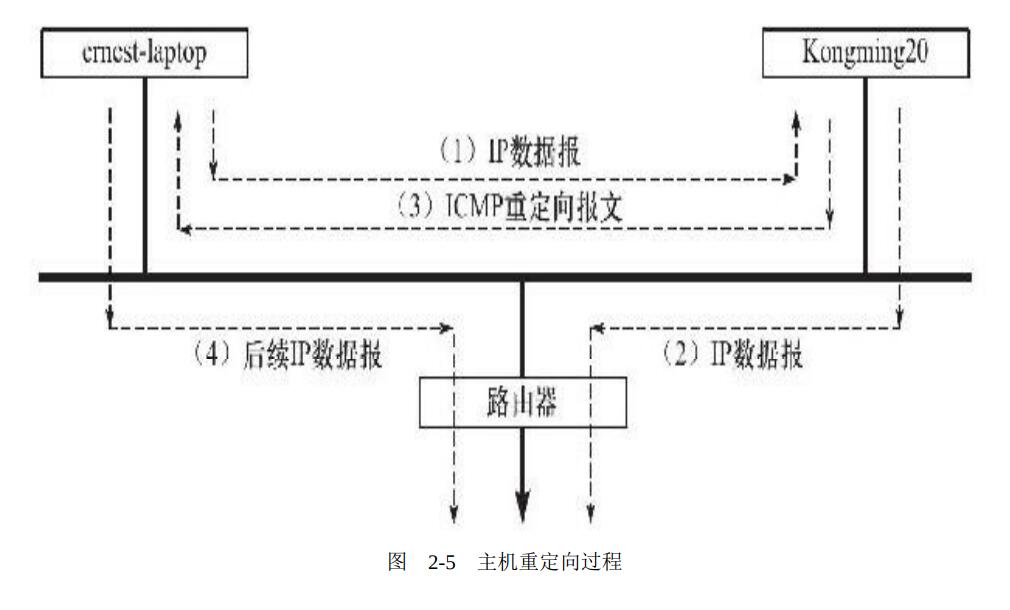 ernest-laptop
Kongming20
（1）IP数据报
（3）ICMP重定向报文
（4）后续IP数据报
（2）IP数据报
路由器
图 2-5 主机重定向过程